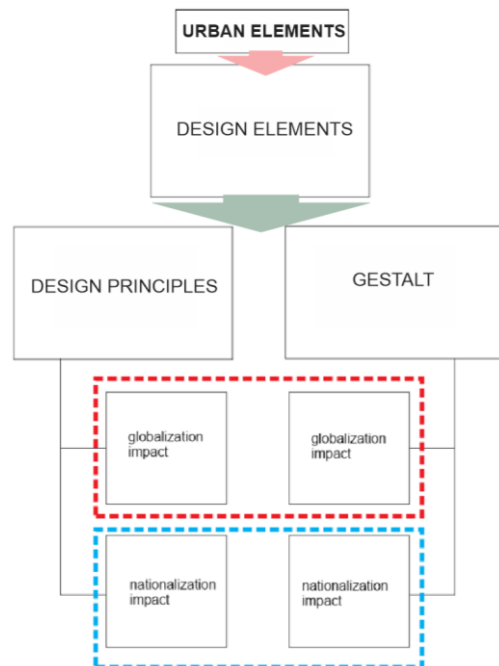 URBAN ELEMENTS
DESIGN ELEMENTS
DESIGN PRINCIPLES
GESTALT
globalization
impact
globalization
impact
nationalization
impact
nationalization
impact